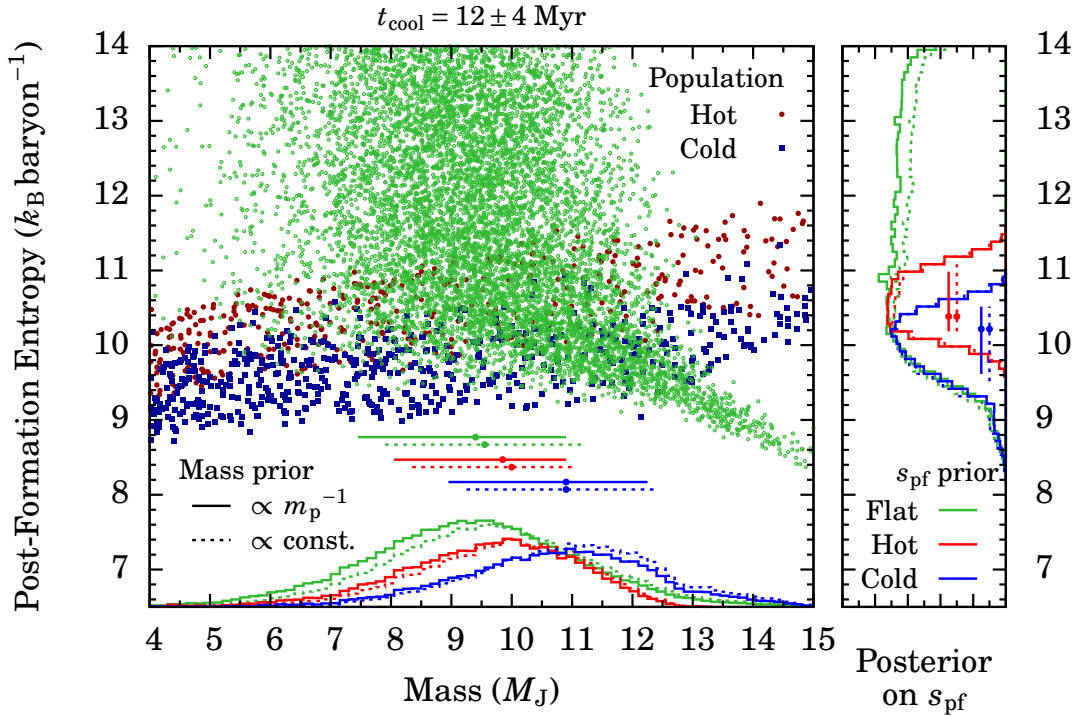 t_cool = 12 ± 4 Myr
Post-Formation Entropy (k_B baryon⁻¹)
14
13
12
11
10
9
8
7
Population
Hot
Cold
Mass prior
∝ m_p⁻¹
∝ const.
4 5 6 7 8 9 10 11 12 13 14 15
Mass (M_J)
14
13
12
11
10
9
8
7
s_pf prior
Flat
Hot
Cold
Posterior
on s_pf